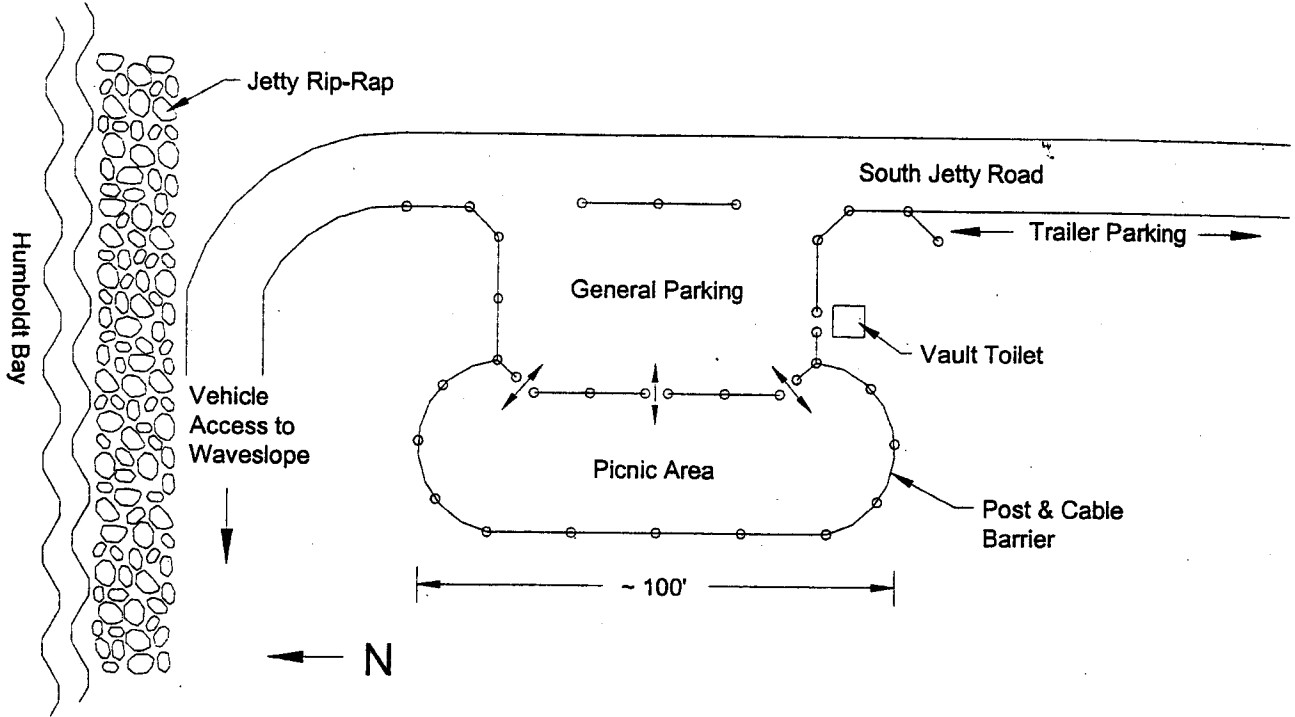 Jetty Rip-Rap
South Jetty Road
Trailer Parking
Humboldt Bay
General Parking
Vault Toilet
Vehicle
Access to
Waveslope
Picnic Area
Post & Cable
Barrier
~ 100'
N